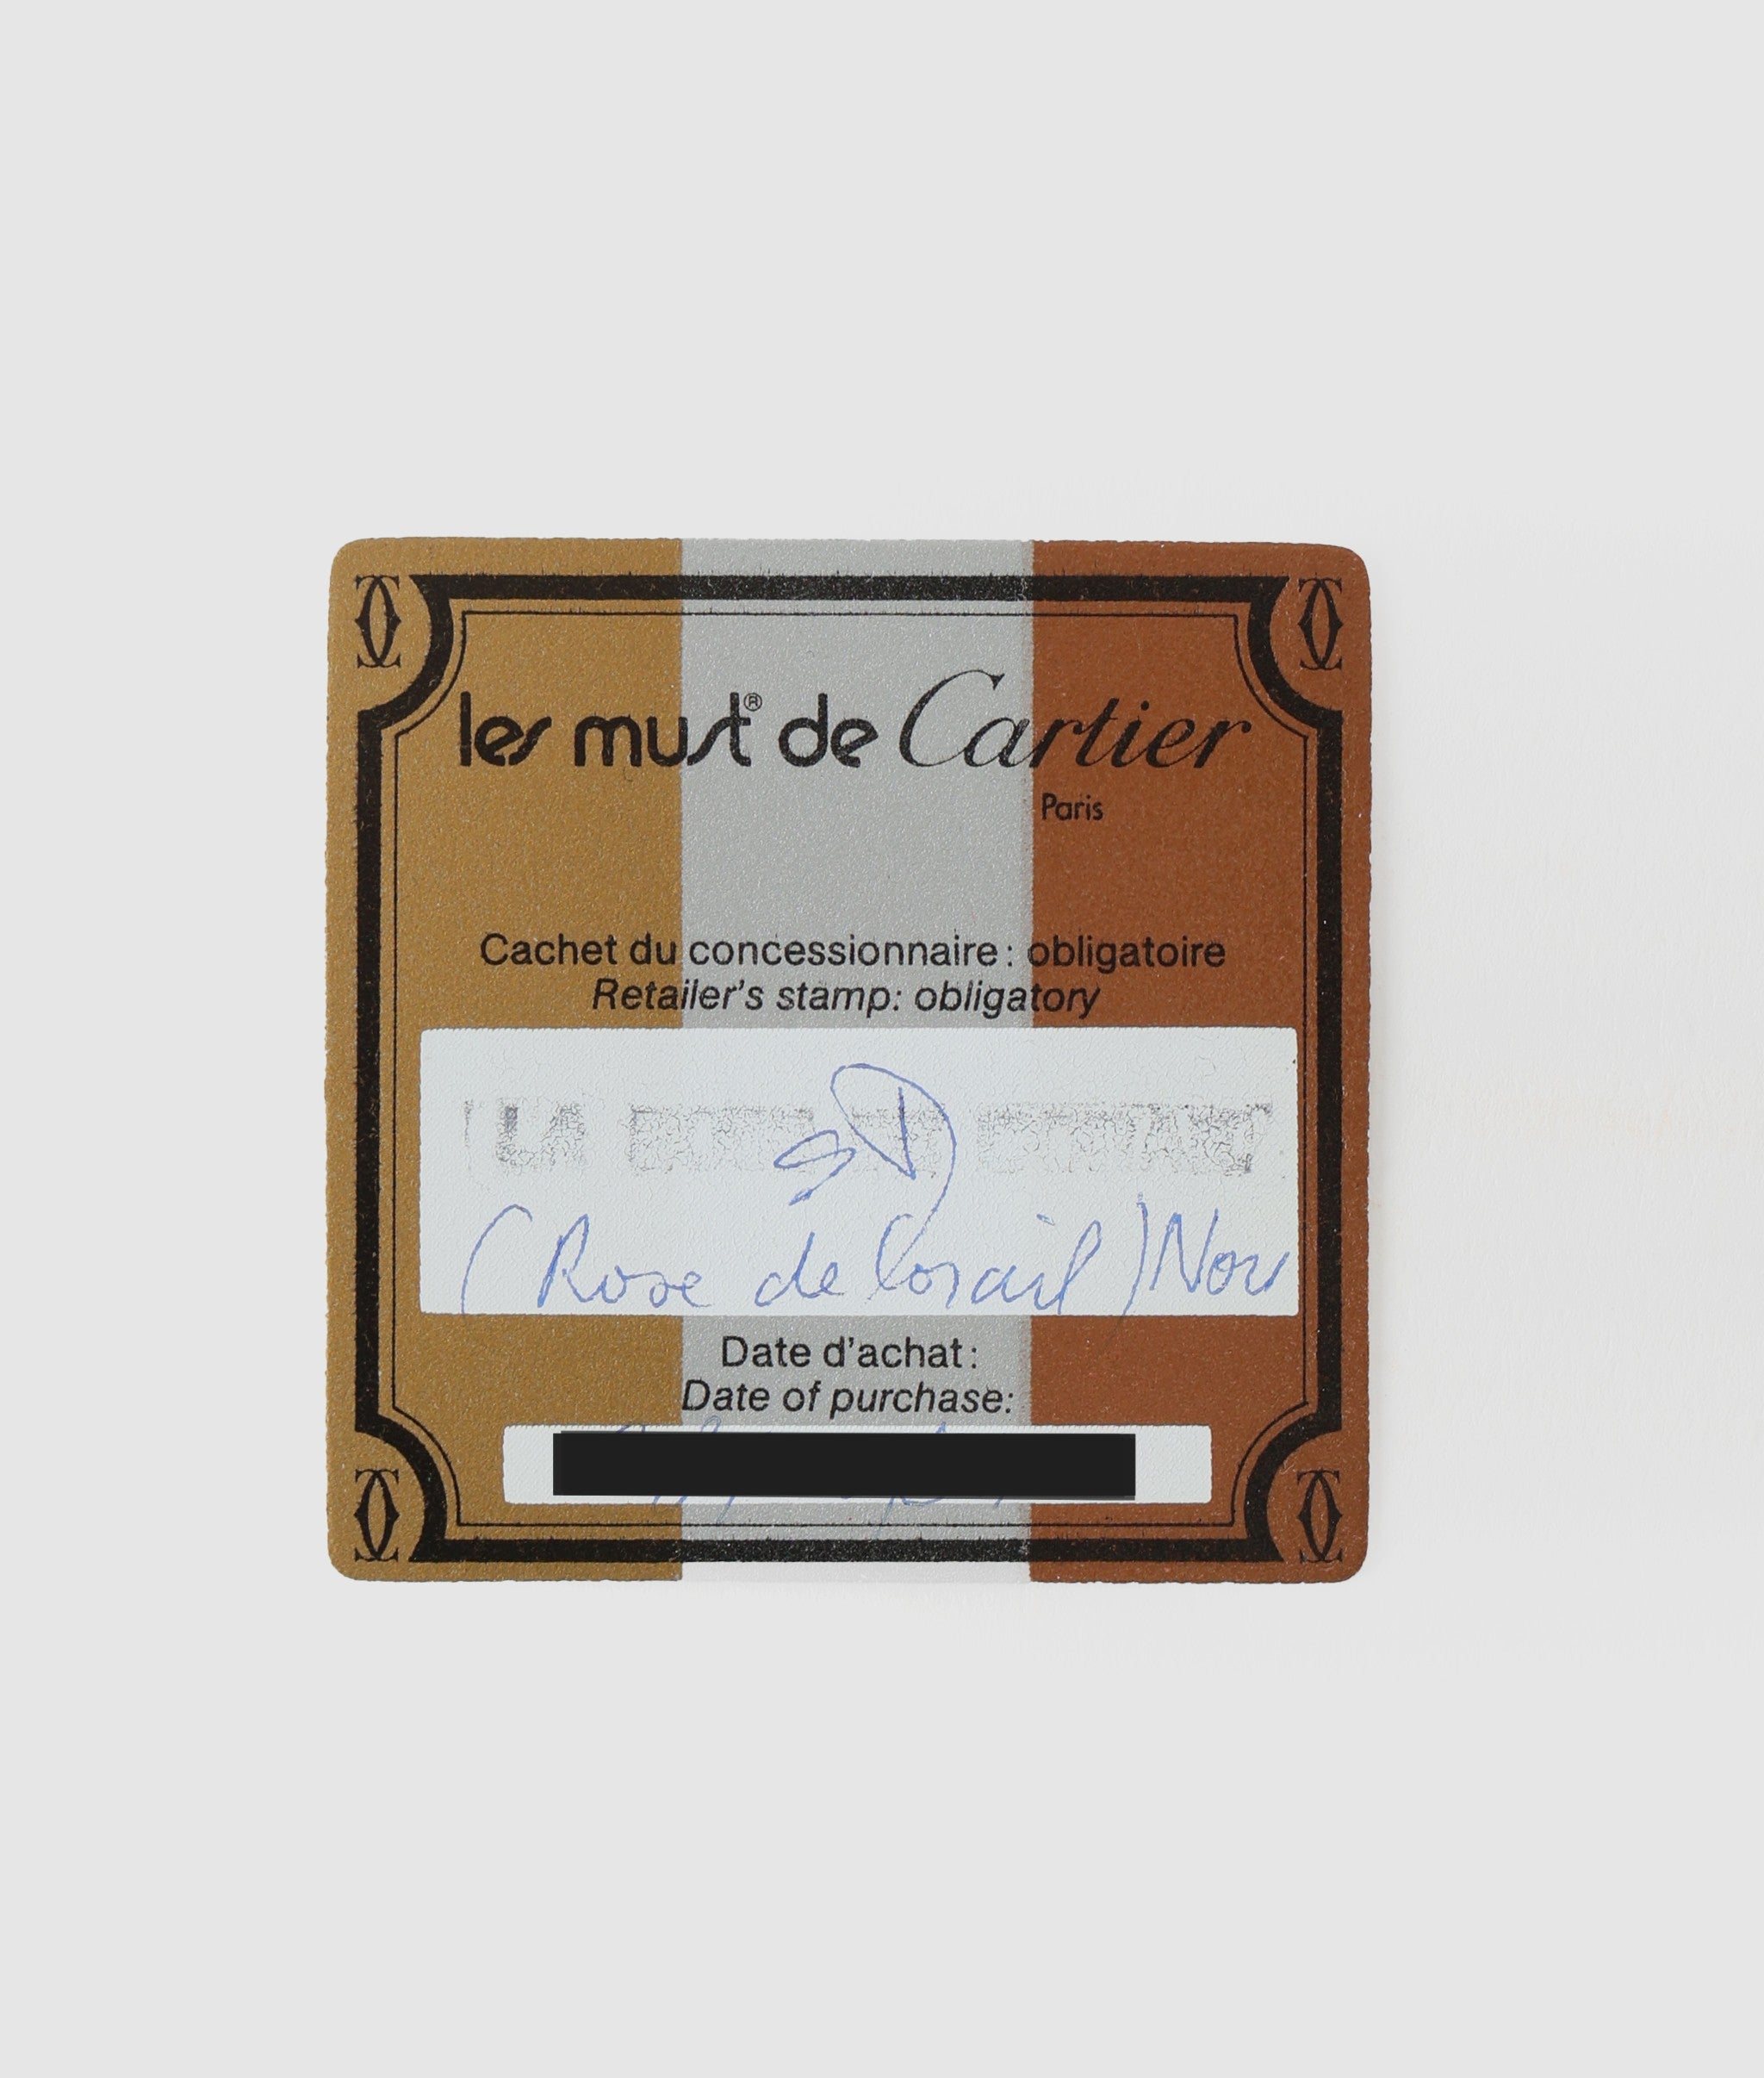 les must® de Cartier
Paris
Cachet du concessionnaire : obligatoire
Retailer's stamp: obligatory
LA
(Rose de Corail) Nov
Date d'achat :
Date of purchase: